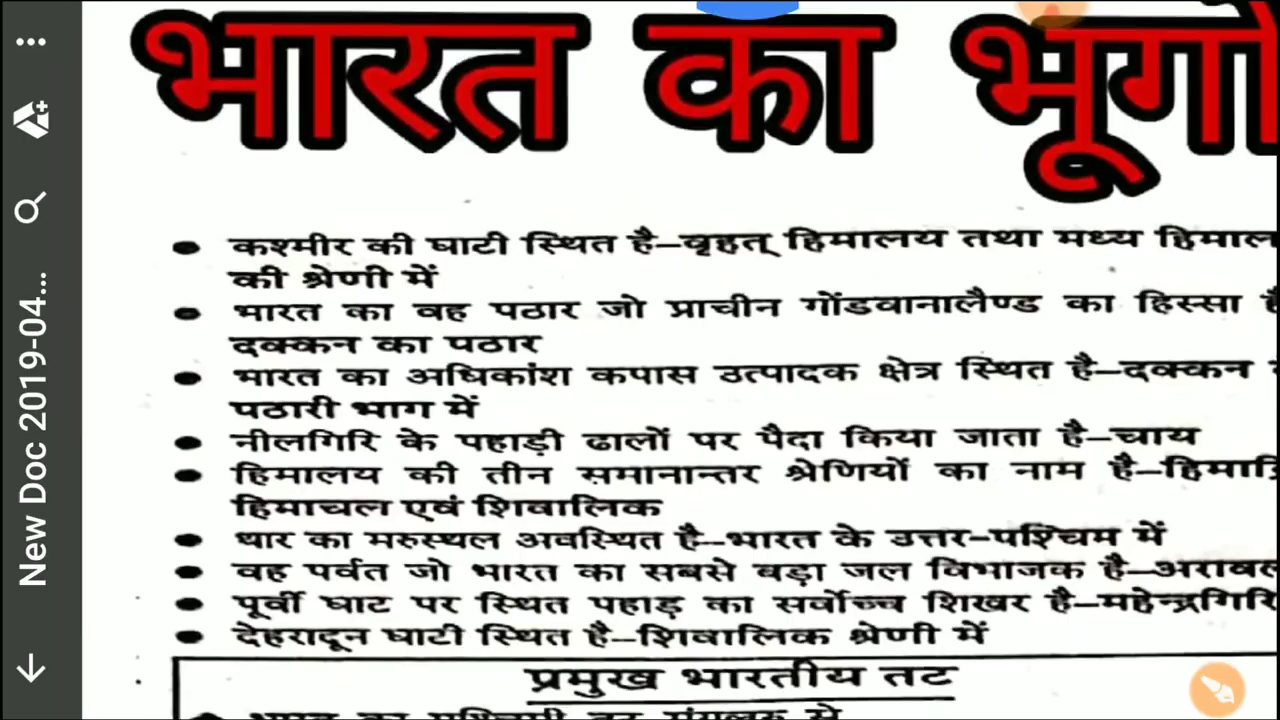 भारत का
New Doc 2019-04...
• कश्मीर की घाटी स्थित है–वृहत् हिमालय तथा मध्य
की श्रेणी में
• भारत का वह पठार जो प्राचीन गोंडवानालैण्ड का हिस्सा
दक्कन का पठार
• भारत का अधिकांश कपास उत्पादक क्षेत्र स्थित है–दक्कन
पठारी भाग में
• नीलगिरि के पहाड़ी ढालों पर पैदा किया जाता है–चाय
• हिमालय की तीन समानान्तर श्रेणियों का नाम है–
हिमाचल एवं शिवालिक
• थार का मरुस्थल अवस्थित है–भारत के उत्तर-पश्चिम में
• वह पर्वत जो भारत का सबसे बड़ा जल विभाजक है–
• पूर्वी घाट पर स्थित पहाड़ का सर्वोच्च शिखर है–महेन्द्रगिरि
• देहरादून घाटी स्थित है–शिवालिक श्रेणी में
प्रमुख भारतीय तट